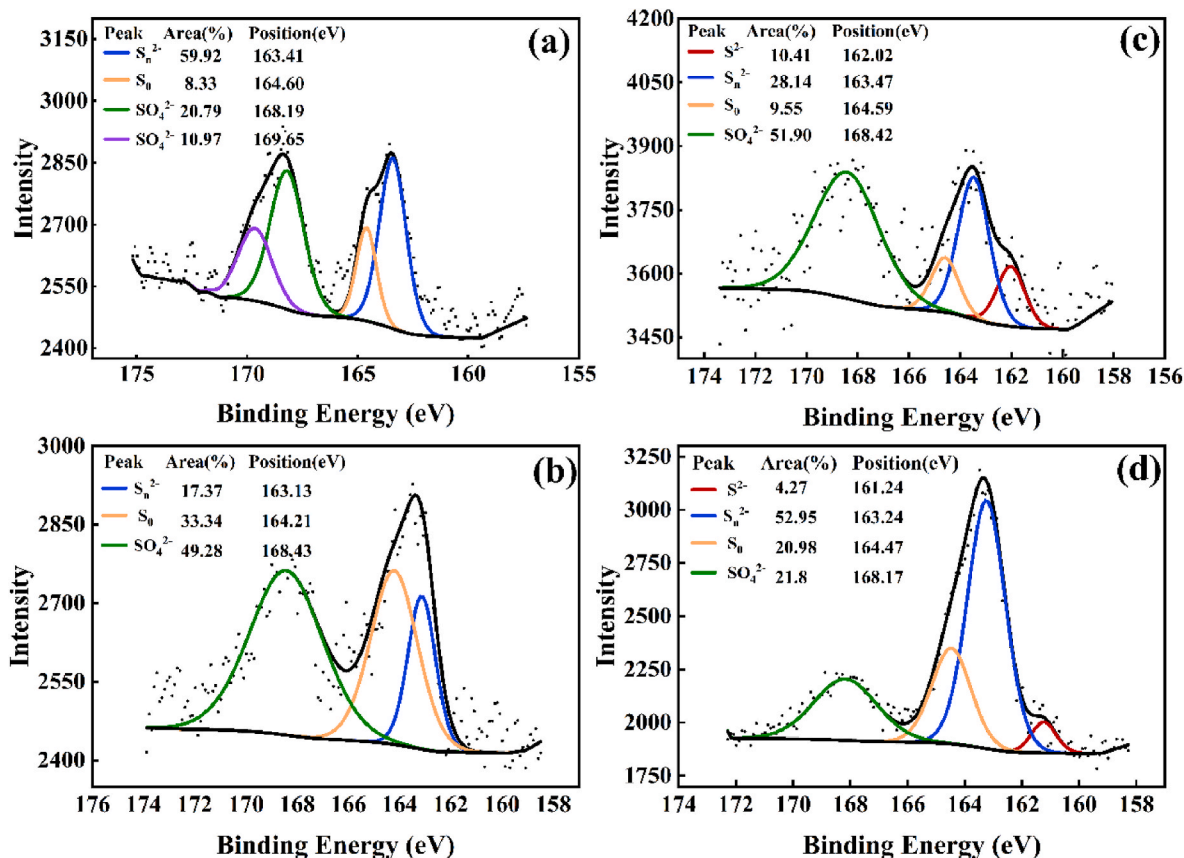 (a)
Peak Area(%) Position(eV)
Sₙ²⁻ 59.92 163.41
S₀ 8.33 164.60
SO₄²⁻ 20.79 168.19
SO₄²⁻ 10.97 169.65
3150
3000
2850
2700
2550
2400
Intensity
175 170 165 160 155
Binding Energy (eV)
(c)
Peak Area(%) Position(eV)
S²⁻ 10.41 162.02
Sₙ²⁻ 28.14 163.47
S₀ 9.55 164.59
SO₄²⁻ 51.90 168.42
4200
4050
3900
3750
3600
3450
Intensity
174 172 170 168 166 164 162 160 158 156
Binding Energy (eV)
(b)
Peak Area(%) Position(eV)
Sₙ²⁻ 17.37 163.13
S₀ 33.34 164.21
SO₄²⁻ 49.28 168.43
3000
2850
2700
2550
2400
Intensity
176 174 172 170 168 166 164 162 160 158
Binding Energy (eV)
(d)
Peak Area(%) Position(eV)
S²⁻ 4.27 161.24
Sₙ²⁻ 52.95 163.24
S₀ 20.98 164.47
SO₄²⁻ 21.8 168.17
3250
3000
2750
2500
2250
2000
1750
Intensity
174 172 170 168 166 164 162 160 158
Binding Energy (eV)